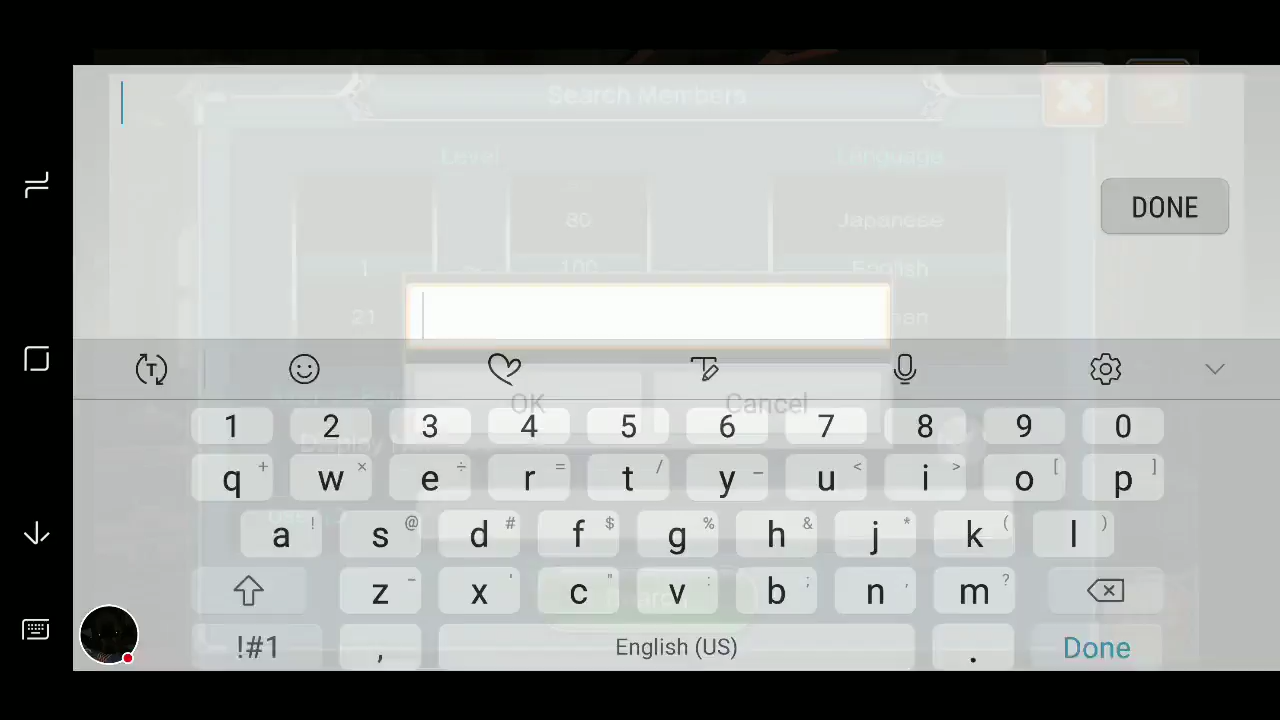 Search Members
Level
Language
80
Japanese
1
~
100
English
21
DONE
OK
Cancel
Display
1 2 3 4 5 6 7 8 9 0
q + w × e ÷ r = t / y _ u < i > o [ p ]
a ! s @ d # f $ g % h & j * k ( l )
z - x ' c " v : b ; n , m ?
!#1 , English (US) . Done